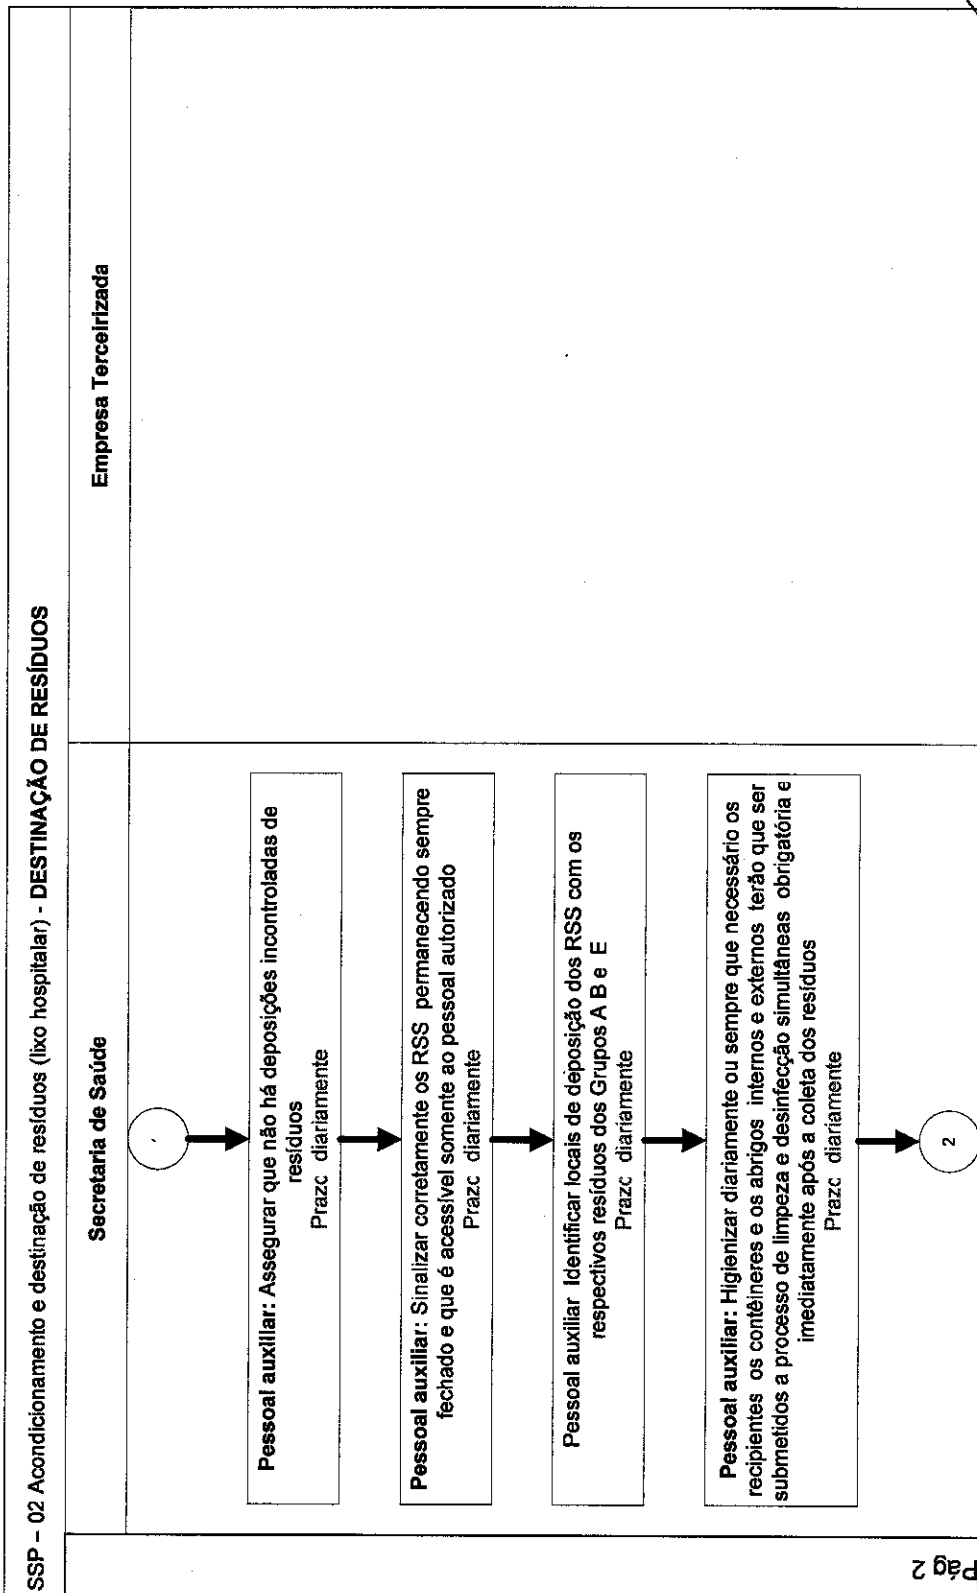 SSP – 02 Acondicionamento e destinação de resíduos (lixo hospitalar) - DESTINAÇÃO DE RESÍDUOS
Secretaria de Saúde
Empresa Terceirizada
Pessoal auxiliar: Assegurar que não há deposições incontroladas de
resíduos
Prazc diariamente
Pessoal auxiliar: Sinalizar corretamente os RSS permanecendo sempre
fechado e que é acessível somente ao pessoal autorizado
Prazc diariamente
Pessoal auxiliar Identificar locais de deposição dos RSS com os
respectivos resíduos dos Grupos A B e E
Prazc diariamente
Pessoal auxiliar: Higienizar diariamente ou sempre que necessário os
recipientes os contêineres e os abrigos internos e externos terão que ser
submetidos a processo de limpeza e desinfecção simultâneas obrigatória e
imediatamente após a coleta dos resíduos
Prazc diariamente
2
Pág 2